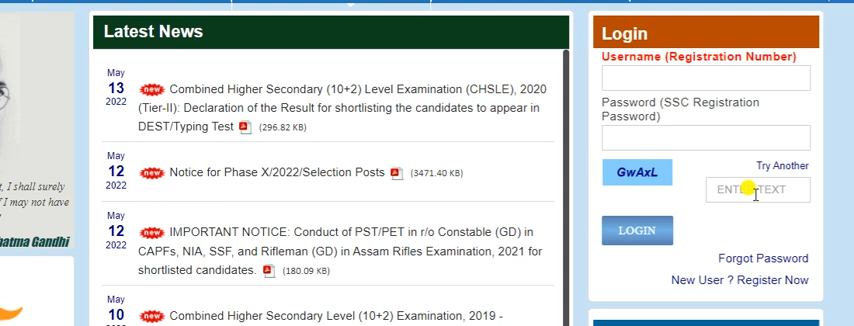 t, I shall surely
f I may not have
hatma Gandhi
Latest News
May
13
2022
new Combined Higher Secondary (10+2) Level Examination (CHSLE), 2020
(Tier-II): Declaration of the Result for shortlisting the candidates to appear in
DEST/Typing Test (296.82 KB)
May
12
2022
new Notice for Phase X/2022/Selection Posts (3471.40 KB)
May
12
2022
new IMPORTANT NOTICE: Conduct of PST/PET in r/o Constable (GD) in
CAPFs, NIA, SSF, and Rifleman (GD) in Assam Rifles Examination, 2021 for
shortlisted candidates. (180.09 KB)
May
10
2022
new Combined Higher Secondary Level (10+2) Examination, 2019 -
Login
Username (Registration Number)
Password (SSC Registration
Password)
GwAxL
Try Another
ENTER TEXT
LOGIN
Forgot Password
New User ? Register Now